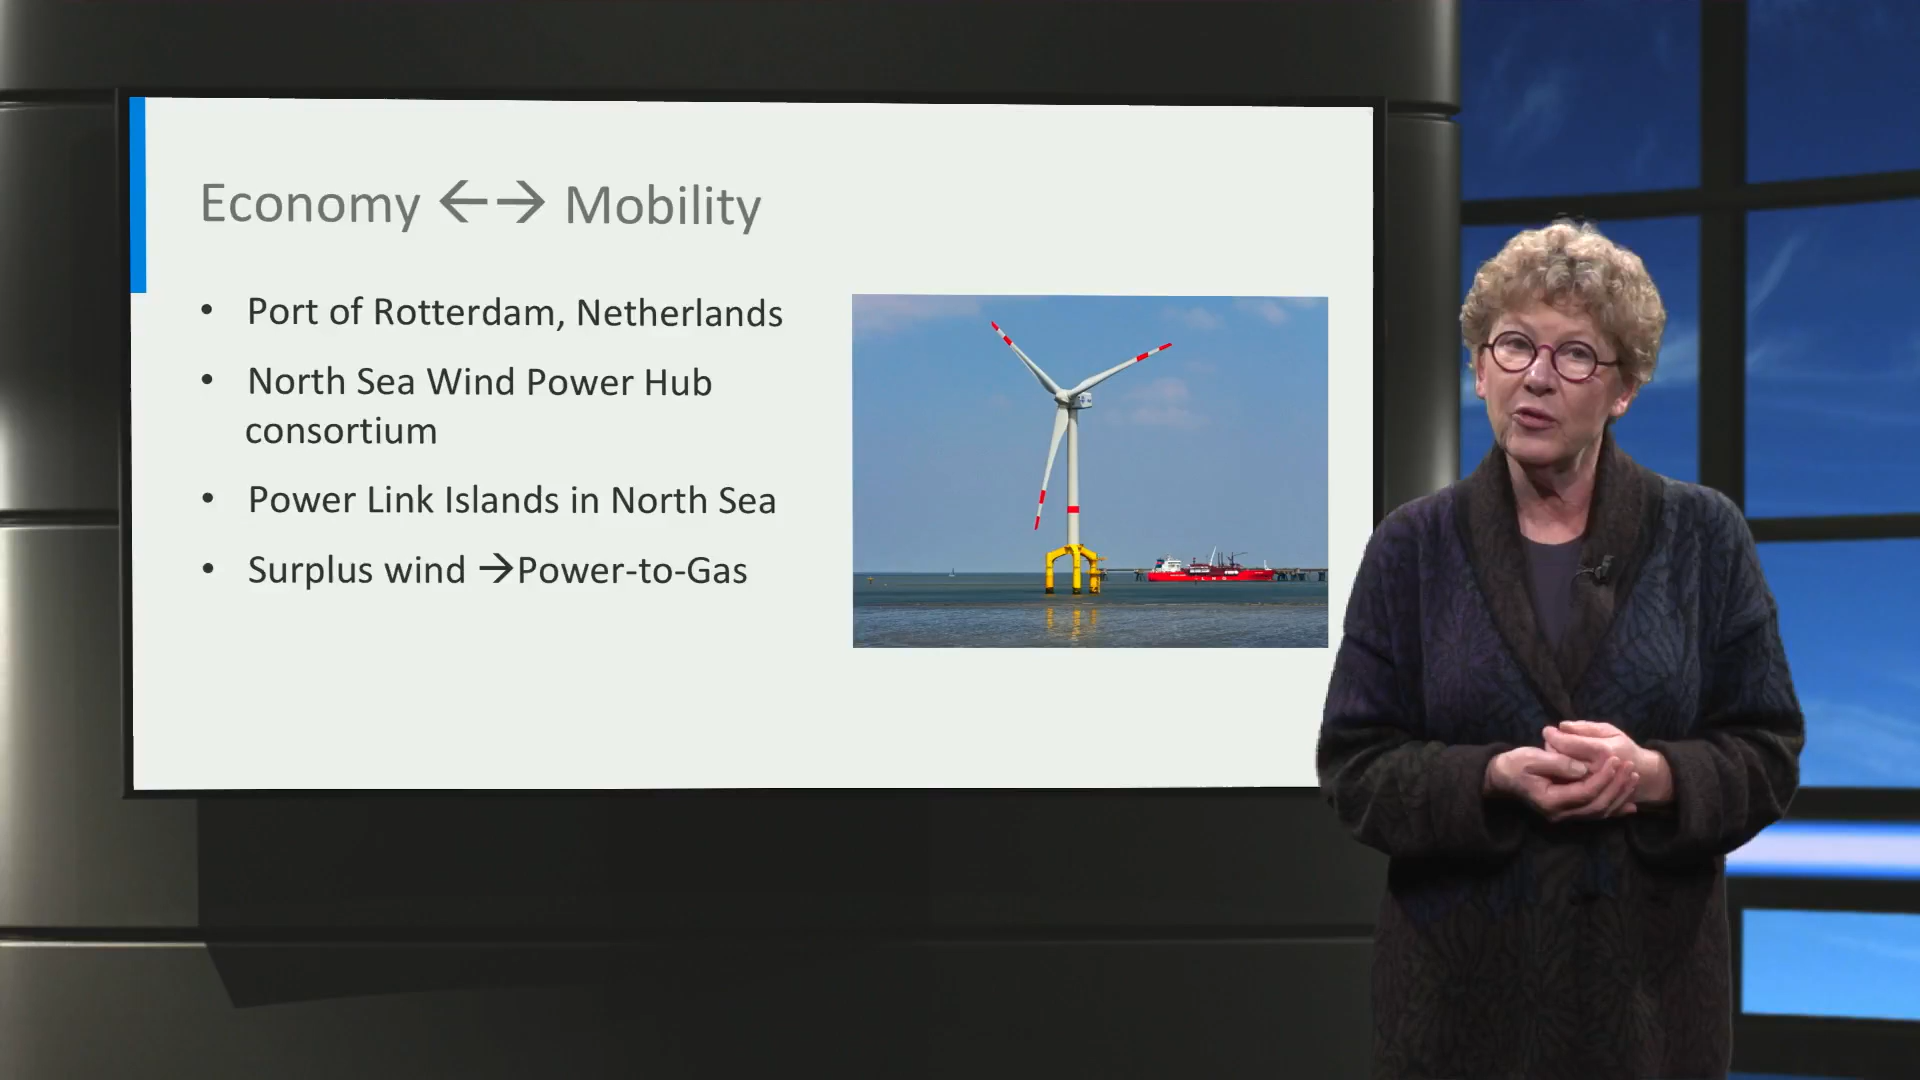 Economy ←→ Mobility
• Port of Rotterdam, Netherlands
• North Sea Wind Power Hub
consortium
• Power Link Islands in North Sea
• Surplus wind →Power-to-Gas